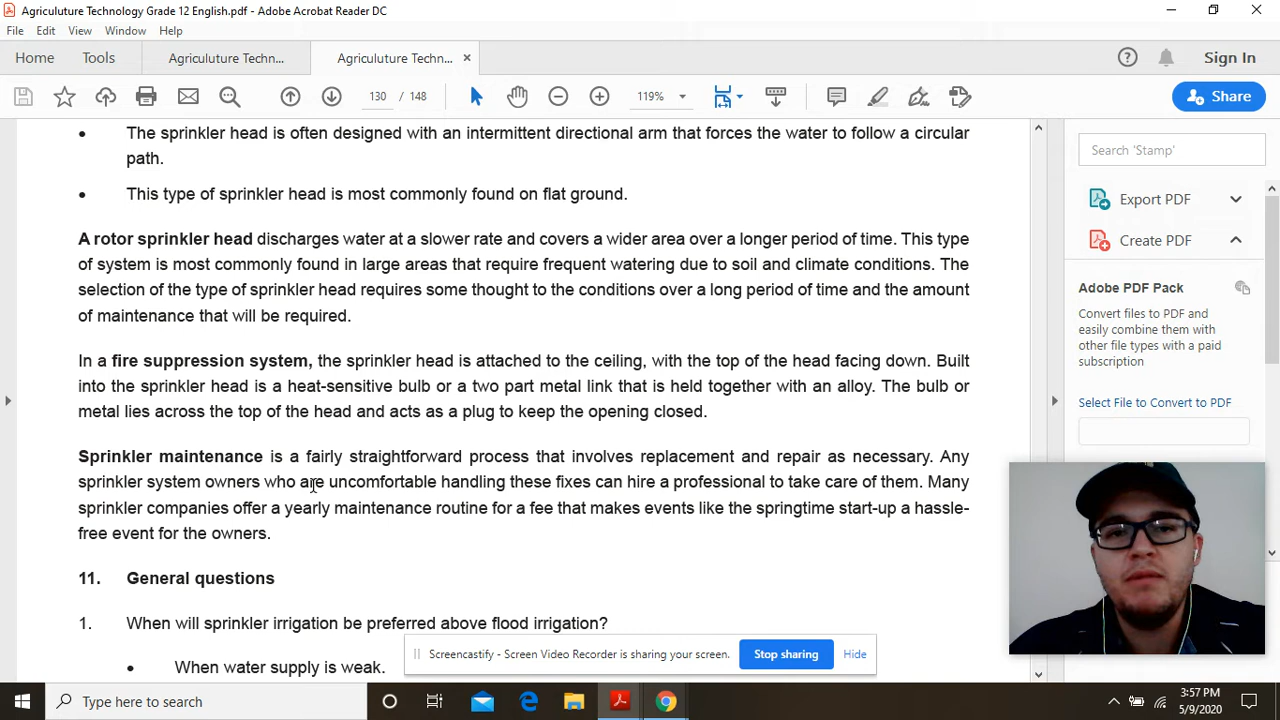 Agriculuture Technology Grade 12 English.pdf - Adobe Acrobat Reader DC
File Edit View Window Help
Home Tools Agriculuture Techn... Agriculuture Techn... ×
? Sign In
130 / 148 119% Share
• The sprinkler head is often designed with an intermittent directional arm that forces the water to follow a circular
path.
• This type of sprinkler head is most commonly found on flat ground.
A rotor sprinkler head discharges water at a slower rate and covers a wider area over a longer period of time. This type
of system is most commonly found in large areas that require frequent watering due to soil and climate conditions. The
selection of the type of sprinkler head requires some thought to the conditions over a long period of time and the amount
of maintenance that will be required.
In a fire suppression system, the sprinkler head is attached to the ceiling, with the top of the head facing down. Built
into the sprinkler head is a heat-sensitive bulb or a two part metal link that is held together with an alloy. The bulb or
metal lies across the top of the head and acts as a plug to keep the opening closed.
Sprinkler maintenance is a fairly straightforward process that involves replacement and repair as necessary. Any
sprinkler system owners who are uncomfortable handling these fixes can hire a professional to take care of them. Many
sprinkler companies offer a yearly maintenance routine for a fee that makes events like the springtime start-up a hassle-
free event for the owners.
11. General questions
1. When will sprinkler irrigation be preferred above flood irrigation?
• When water supply is weak.
Search 'Stamp'
Export PDF
Create PDF
Adobe PDF Pack
Convert files to PDF and
easily combine them with
other file types with a paid
subscription
Select File to Convert to PDF
Screencastify - Screen Video Recorder is sharing your screen. Stop sharing Hide
Type here to search
3:57 PM
5/9/2020